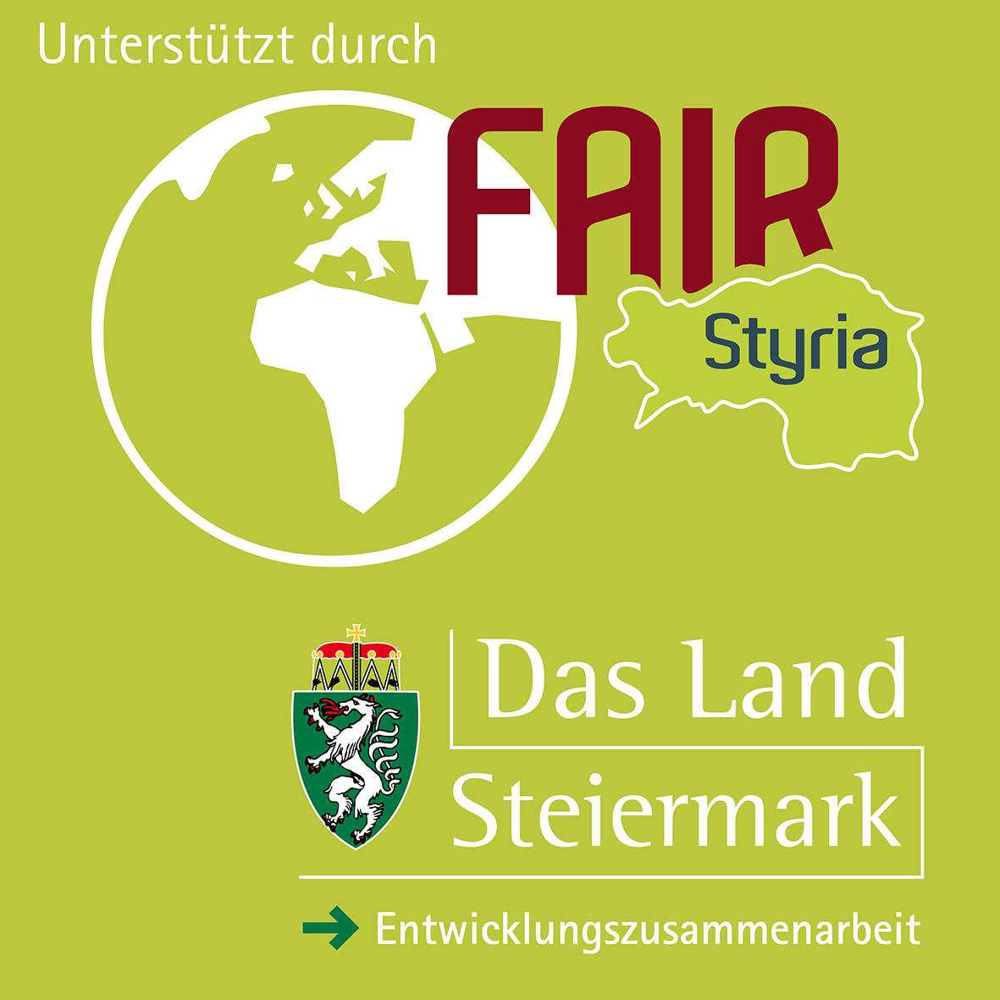 Unterstützt durch
FAIR
Styria
Das Land
Steiermark
Entwicklungszusammenarbeit